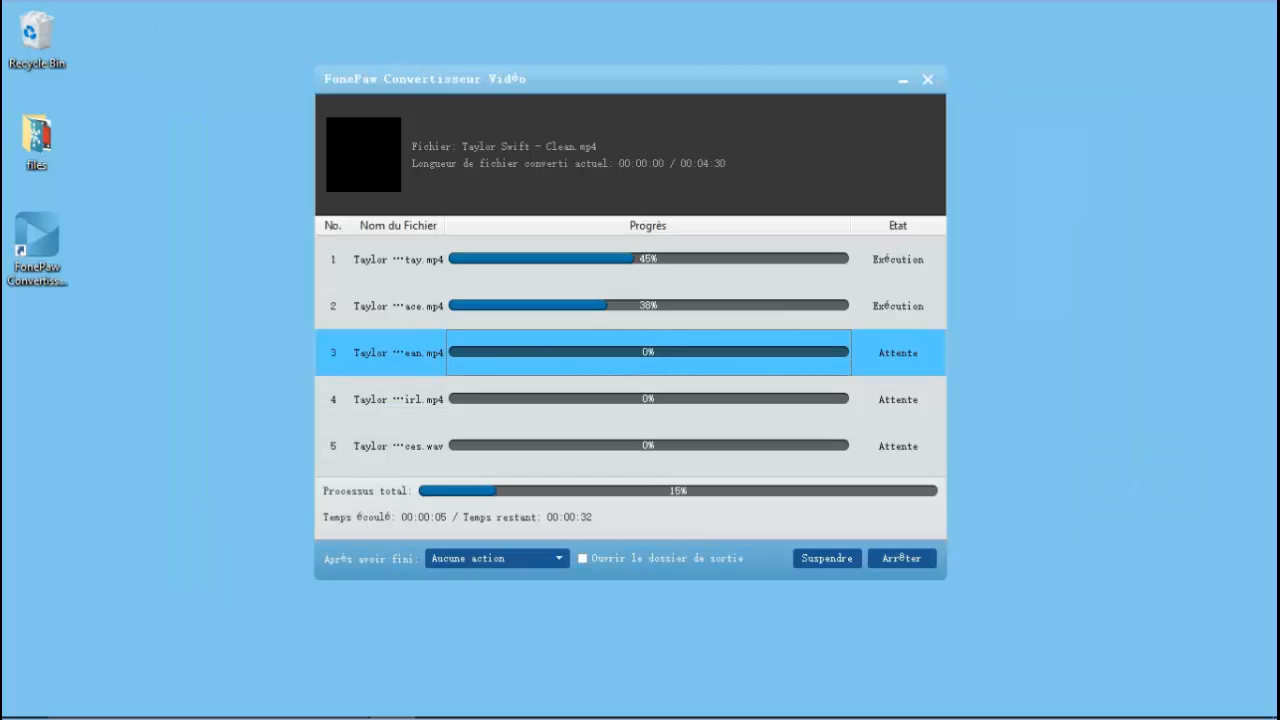 Recycle Bin
files
FonePaw
Convertiss...
FonePaw Convertisseur Vidéo
Fichier: Taylor Swift - Clean.mp4
Longueur de fichier converti actuel: 00:00:00 / 00:04:30
No. Nom du Fichier Progrès Etat
1 Taylor ···tay.mp4 45% Exécution
2 Taylor ···ace.mp4 38% Exécution
3 Taylor ···ean.mp4 0% Attente
4 Taylor ···irl.mp4 0% Attente
5 Taylor ···ces.wav 0% Attente
Processus total: 15%
Temps écoulé: 00:00:05 / Temps restant: 00:00:32
Après avoir fini: Aucune action Ouvrir le dossier de sortie Suspendre Arrêter